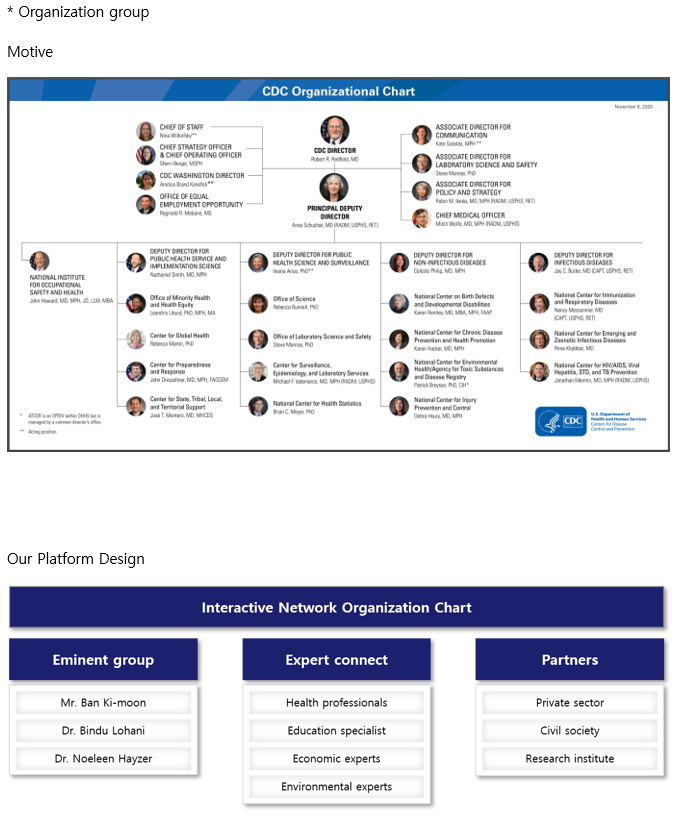 * Organization group
Motive
CDC Organizational Chart
November 6, 2020
CHIEF OF STAFF
Nina Witkofsky**
CHIEF STRATEGY OFFICER
& CHIEF OPERATING OFFICER
Sherri Berger, MSPH
CDC WASHINGTON DIRECTOR
Anstice Brand Kenefick**
OFFICE OF EQUAL
EMPLOYMENT OPPORTUNITY
Reginald R. Mebane, MS
CDC DIRECTOR
Robert R. Redfield, MD
PRINCIPAL DEPUTY
DIRECTOR
Anne Schuchat, MD (RADM, USPHS, RET)
ASSOCIATE DIRECTOR FOR
COMMUNICATION
Kate Galatas, MPH **
ASSOCIATE DIRECTOR FOR
LABORATORY SCIENCE AND SAFETY
Steve Monroe, PhD
ASSOCIATE DIRECTOR FOR
POLICY AND STRATEGY
Robin M. Ikeda, MD, MPH (RADM, USPHS, RET)
CHIEF MEDICAL OFFICER
Mitch Wolfe, MD, MPH (RADM, USPHS)
NATIONAL INSTITUTE
FOR OCCUPATIONAL
SAFETY AND HEALTH
John Howard, MD, MPH, JD, LLM, MBA
DEPUTY DIRECTOR FOR
PUBLIC HEALTH SERVICE AND
IMPLEMENTATION SCIENCE
Nathaniel Smith, MD, MPH
Office of Minority Health
and Health Equity
Leandris Liburd, PhD, MPH, MA
Center for Global Health
Rebecca Martin, PhD
Center for Preparedness
and Response
John Dreyzehner, MD, MPH, FACOEM
Center for State, Tribal, Local,
and Territorial Support
José T. Montero, MD, MHCDS
DEPUTY DIRECTOR FOR PUBLIC
HEALTH SCIENCE AND SURVEILLANCE
Ileana Arias, PhD**
Office of Science
Rebecca Bunnell, PhD
Office of Laboratory Science and Safety
Steve Monroe, PhD
Center for Surveillance,
Epidemiology, and Laboratory Services
Michael F. Iademarco, MD, MPH (RADM, USPHS)
National Center for Health Statistics
Brian C. Moyer, PhD
DEPUTY DIRECTOR FOR
NON-INFECTIOUS DISEASES
Celeste Philip, MD, MPH
National Center on Birth Defects
and Developmental Disabilities
Karen Remley, MD, MBA, MPH, FAAP
National Center for Chronic Disease
Prevention and Health Promotion
Karen Hacker, MD, MPH
National Center for Environmental
Health/Agency for Toxic Substances
and Disease Registry
Patrick Breysse, PhD, CIH*
National Center for Injury
Prevention and Control
Debra Houry, MD, MPH
DEPUTY DIRECTOR FOR
INFECTIOUS DISEASES
Jay C. Butler, MD (CAPT, USPHS, RET)
National Center for Immunization
and Respiratory Diseases
Nancy Messonnier, MD
(CAPT, USPHS, RET)
National Center for Emerging and
Zoonotic Infectious Diseases
Rima Khabbaz, MD
National Center for HIV/AIDS, Viral
Hepatitis, STD, and TB Prevention
Jonathan Mermin, MD, MPH (RADM, USPHS)
* ATSDR is an OPDIV within DHHS but is
managed by a common director's office.
** Acting position
CDC
U.S. Department of
Health and Human Services
Centers for Disease
Control and Prevention
Our Platform Design
Interactive Network Organization Chart
Eminent group
Mr. Ban Ki-moon
Dr. Bindu Lohani
Dr. Noeleen Hayzer
Expert connect
Health professionals
Education specialist
Economic experts
Environmental experts
Partners
Private sector
Civil society
Research institute